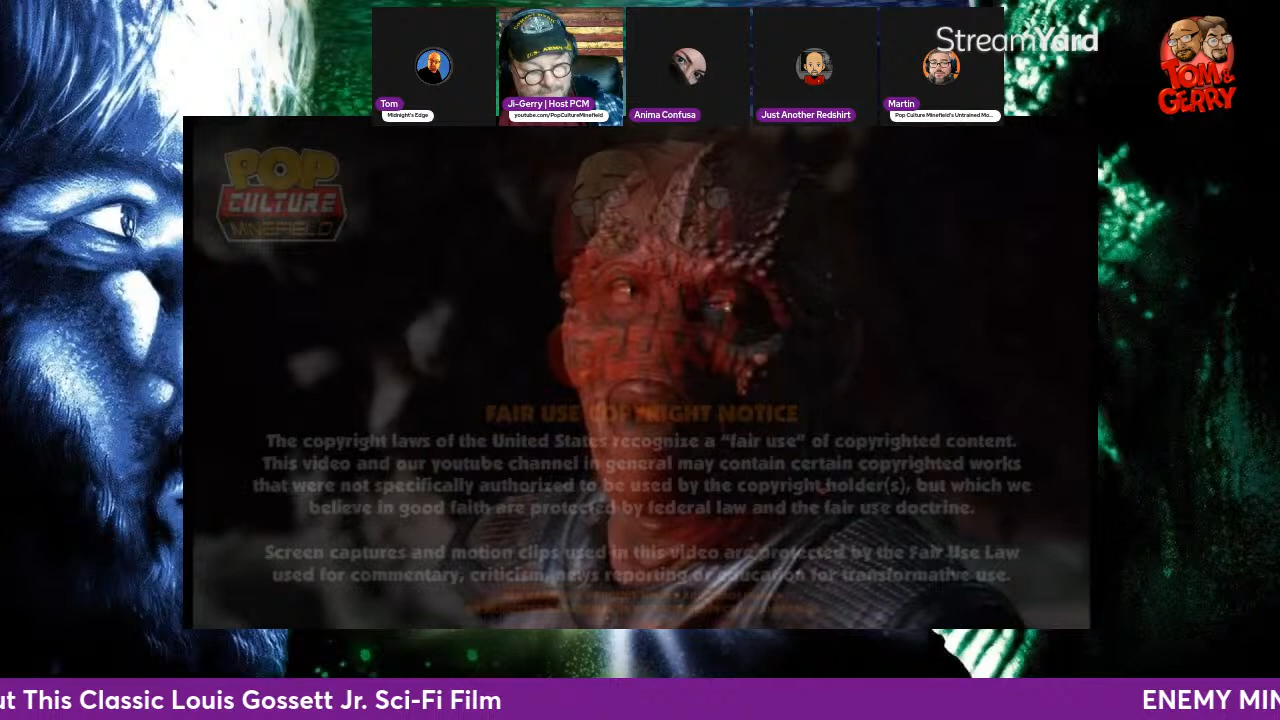 StreamYard
TOM &
GERRY
Tom
Midnight's Edge
Ji-Gerry | Host PCM
youtube.com/PopCultureMinefield
Anima Confusa
Just Another Redshirt
Martin
Pop Culture Minefield's Untrained Mo...
U.S. ARMY
POP
CULTURE
MINEFIELD
FAIR USE COPYRIGHT NOTICE
The copyright laws of the United States recognize a “fair use” of copyrighted content.
This video and our youtube channel in general may contain certain copyrighted works
that were not specifically authorized to be used by the copyright holder(s), but which we
believe in good faith are protected by federal law and the fair use doctrine.
Screen captures and motion clips used in this video are protected by the Fair Use Law
used for commentary, criticism, news reporting or education for transformative use.
ut This Classic Louis Gossett Jr. Sci-Fi Film
ENEMY MIN